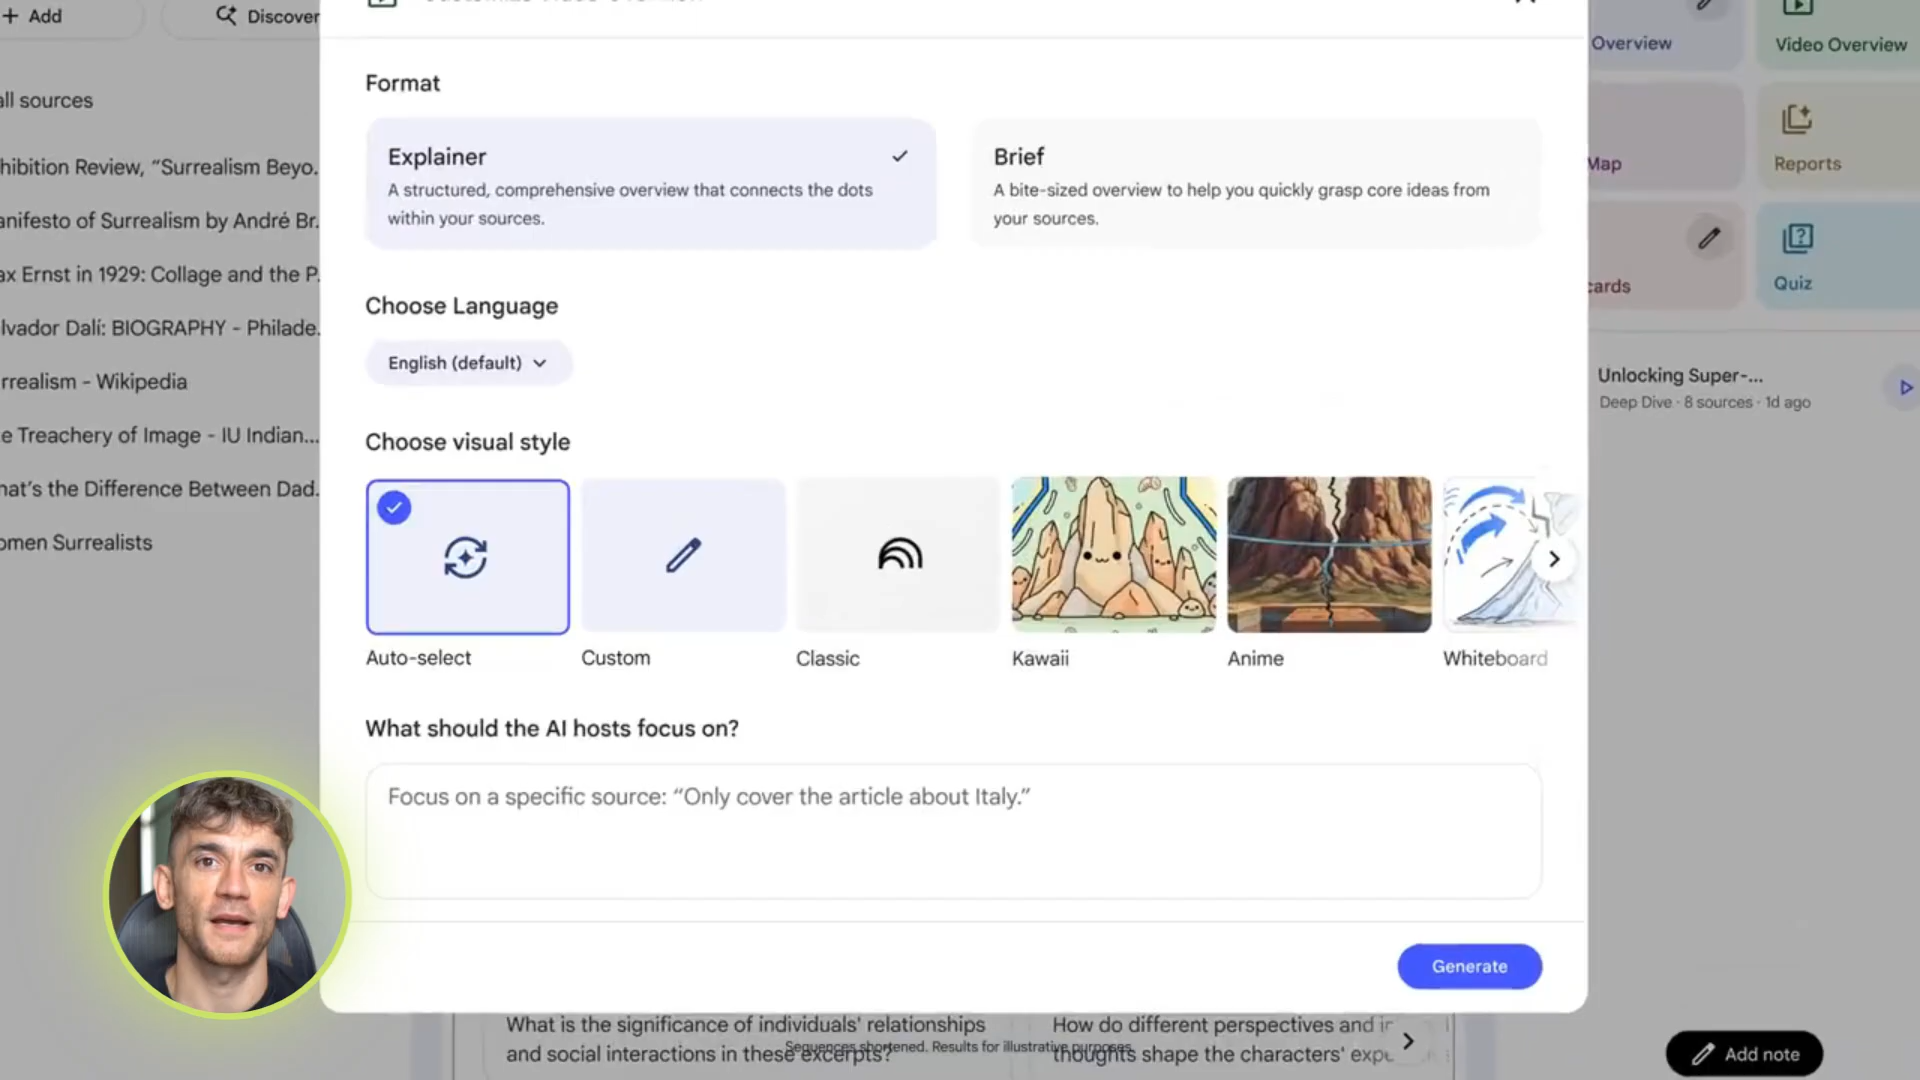 Add
Discover
all sources
hibition Review, “Surrealism Beyo.
anifesto of Surrealism by André Br.
ax Ernst in 1929: Collage and the P.
lvador Dalí: BIOGRAPHY - Philade.
rrealism - Wikipedia
e Treachery of Image - IU Indian...
hat’s the Difference Between Dad.
omen Surrealists
Format
Explainer
A structured, comprehensive overview that connects the dots
within your sources.
Brief
A bite-sized overview to help you quickly grasp core ideas from
your sources.
Choose Language
English (default)
Choose visual style
Auto-select
Custom
Classic
Kawaii
Anime
Whiteboard
What should the AI hosts focus on?
Focus on a specific source: “Only cover the article about Italy.”
Generate
Overview
Video Overview
Map
Reports
cards
Quiz
Unlocking Super-...
Deep Dive · 8 sources · 1d ago
What is the significance of individuals' relationships
and social interactions in these excerpts?
How do different perspectives and
thoughts shape the characters' expe
Sequences shortened. Results for illustrative purposes.
Add note